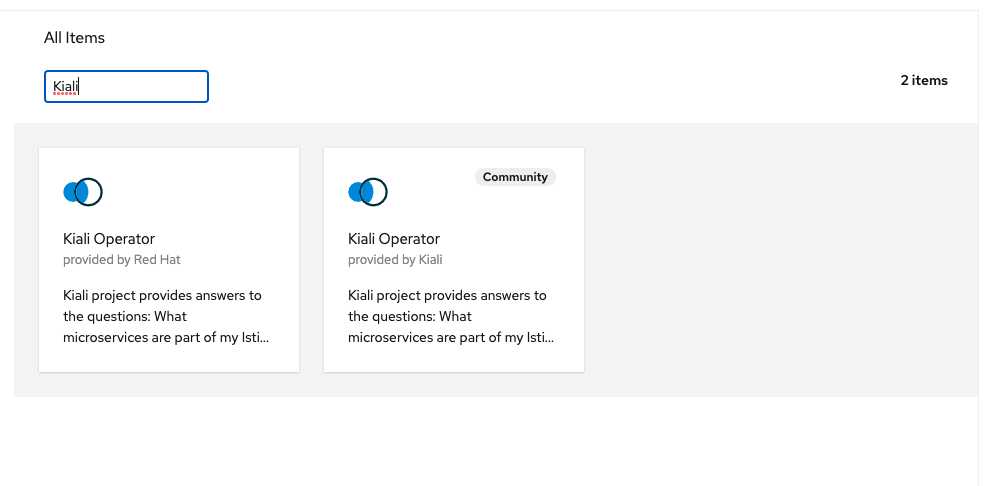 All Items
Kiali
2 items
Kiali Operator
provided by Red Hat
Kiali project provides answers to
the questions: What
microservices are part of my Isti...
Community
Kiali Operator
provided by Kiali
Kiali project provides answers to
the questions: What
microservices are part of my Isti...